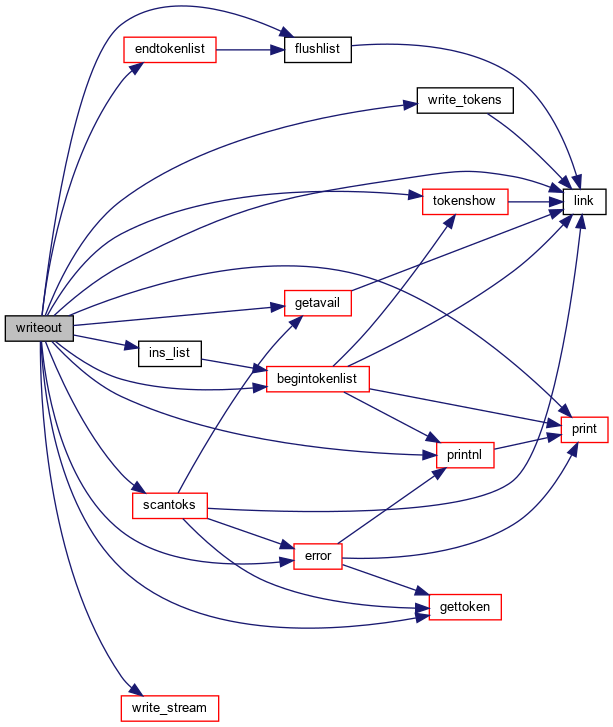 endtokenlist
flushlist
write_tokens
tokenshow
link
getavail
writeout
ins_list
begintokenlist
print
printnl
scantoks
error
gettoken
write_stream